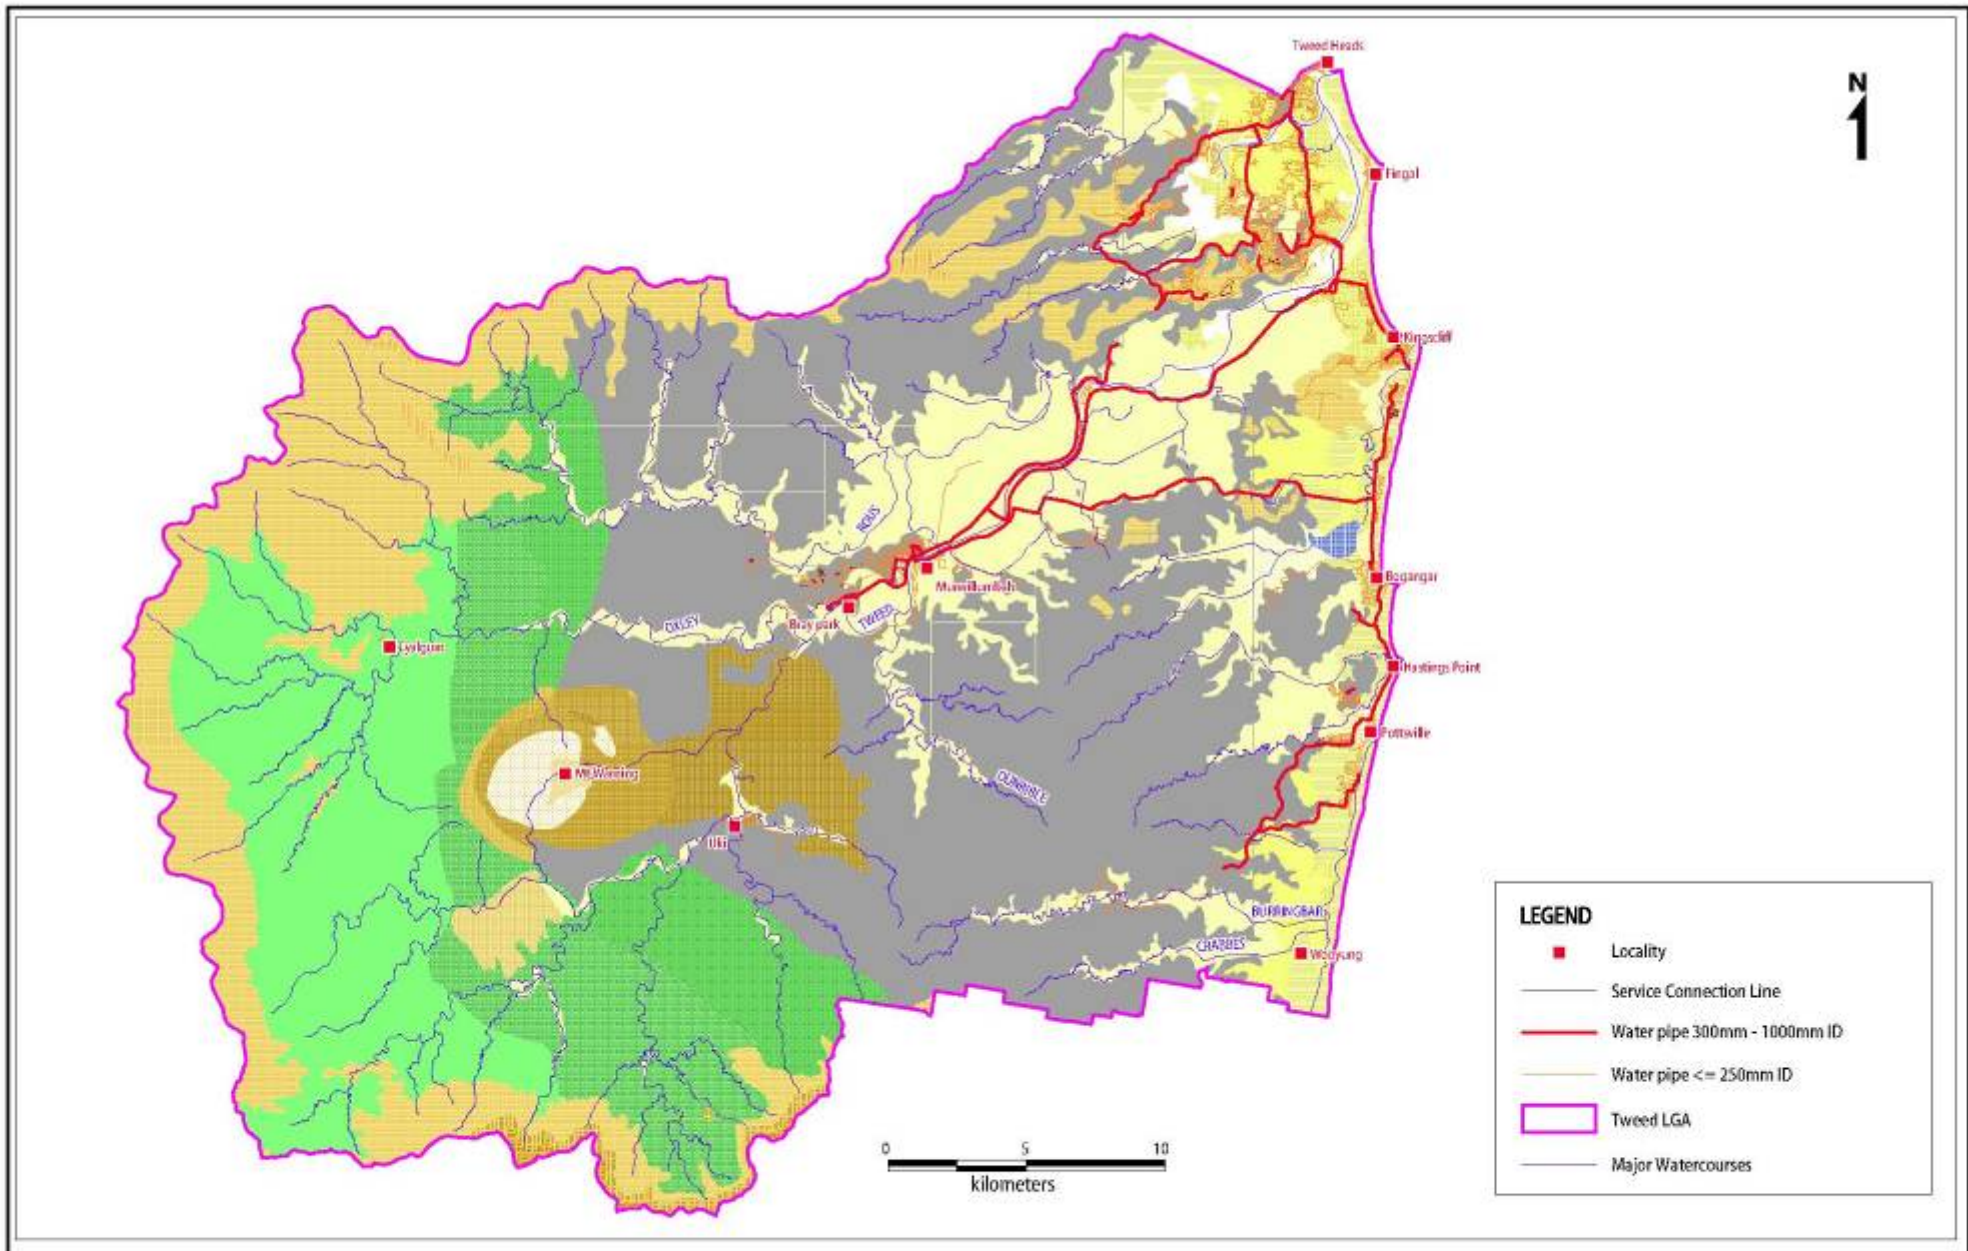 Tweed Heads
N
Fingal
Kingscliff
ROUS
Murwillumbah
Bogangar
OXLEY
Bray park
TWEED
Hastings Point
Pottsville
Mt Warning
DUNBIBLE
Uki
BURRINGBAR
CRABBES
Wooyung
LEGEND
Locality
Service Connection Line
Water pipe 300mm - 1000mm ID
Water pipe <= 250mm ID
Tweed LGA
Major Watercourses
0 5 10
kilometers